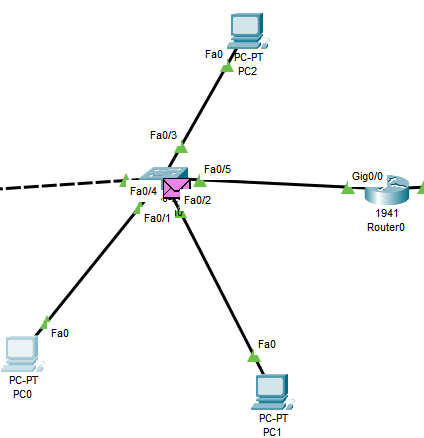 Fa0
PC-PT
PC2
Fa0/3
Fa0/5
Gig0/0
Fa0/4
Fa0/2
Fa0/1
1941
Router0
Fa0
PC-PT
PC0
Fa0
PC-PT
PC1